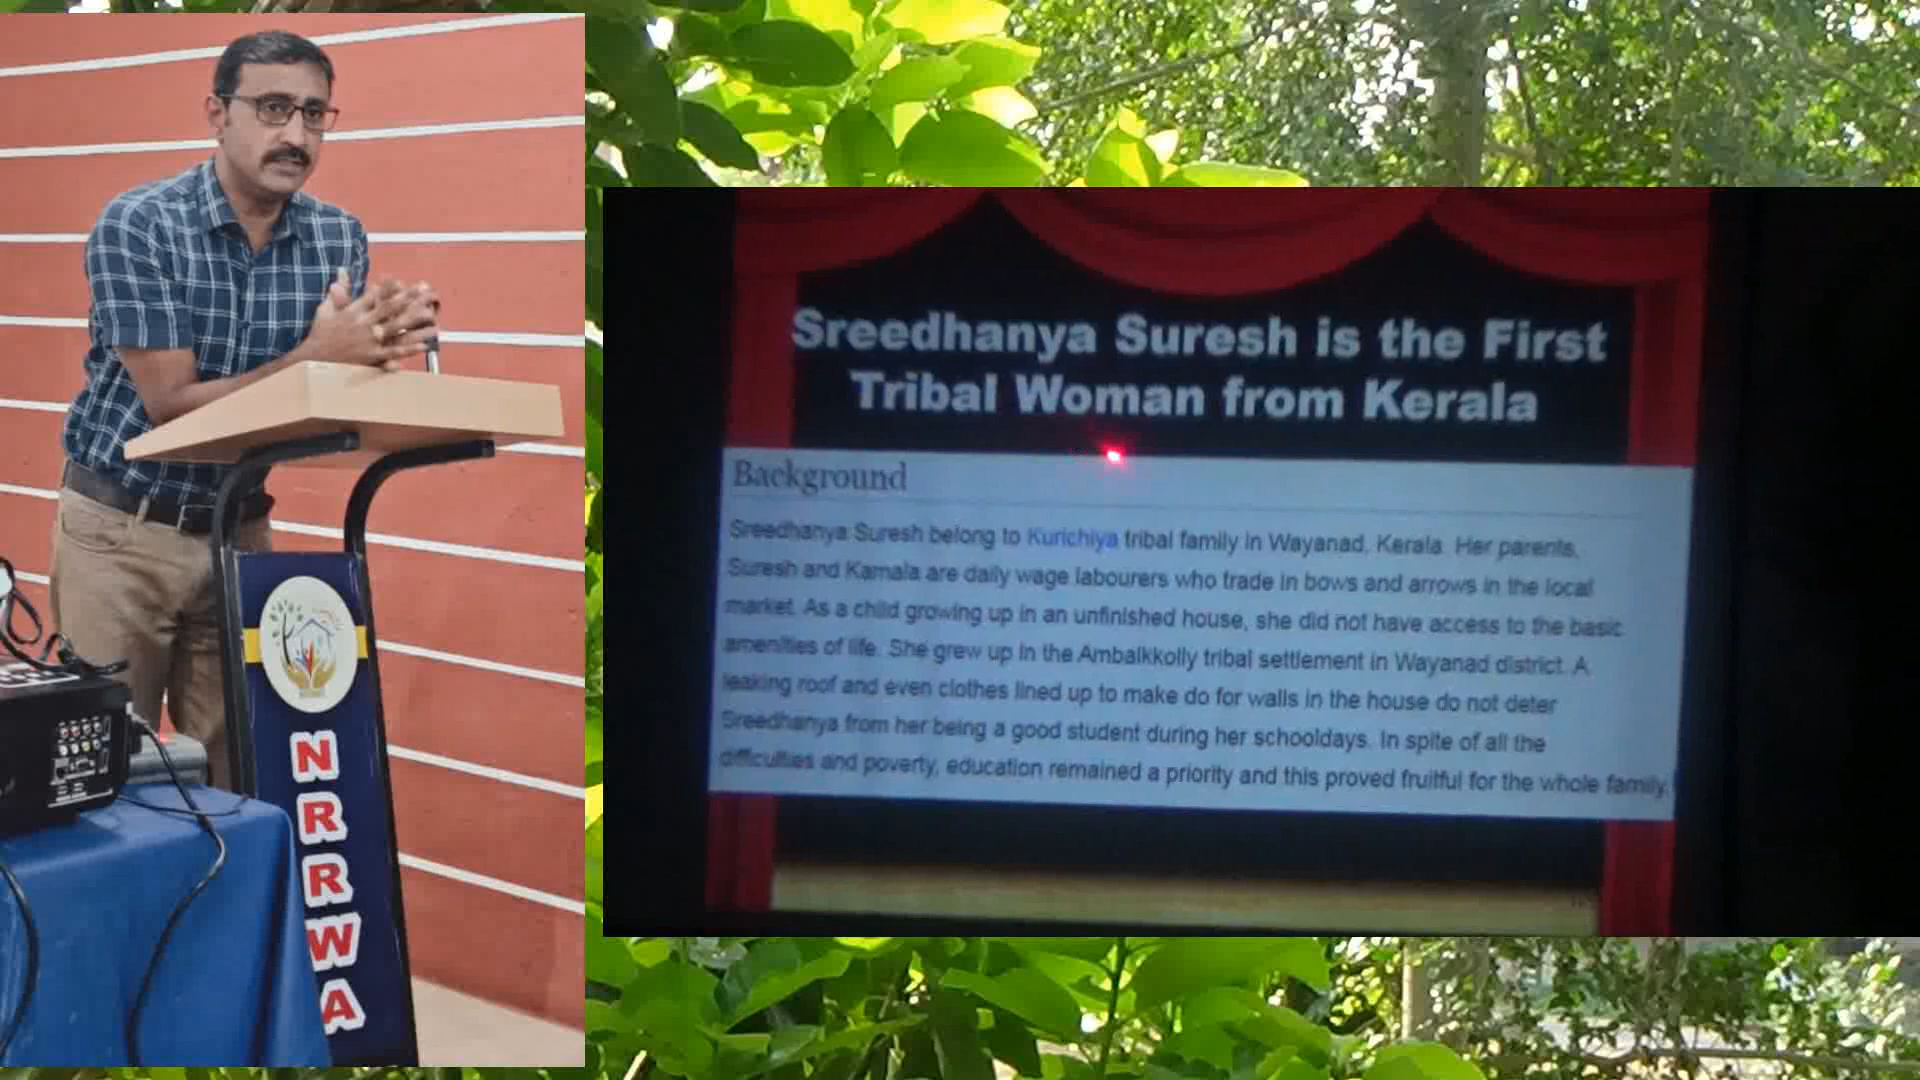 NRRWA
Sreedhanya Suresh is the First
Tribal Woman from Kerala
Background
Sreedhanya Suresh belong to Kurichiya tribal family in Wayanad, Kerala. Her parents,
Suresh and Kamala are daily wage labourers who trade in bows and arrows in the local
market. As a child growing up in an unfinished house, she did not have access to the basic
amenities of life. She grew up in the Ambalkkolly tribal settlement in Wayanad district. A
leaking roof and even clothes lined up to make do for walls in the house do not deter
Sreedhanya from her being a good student during her schooldays. In spite of all the
difficulties and poverty, education remained a priority and this proved fruitful for the whole family.